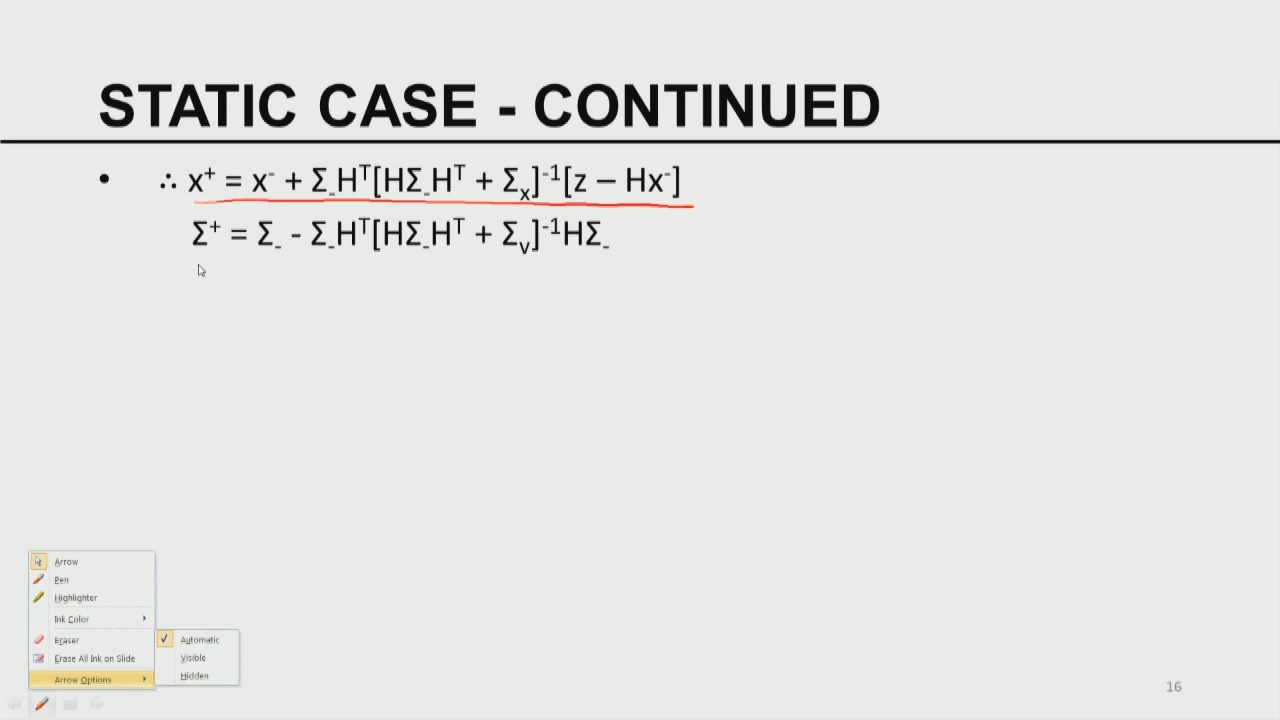 STATIC CASE - CONTINUED
• ∴ x⁺ = x⁻ + Σ₋Hᵀ[HΣ₋Hᵀ + Σₓ]⁻¹[z – Hx⁻]
Σ⁺ = Σ₋ - Σ₋Hᵀ[HΣ₋Hᵀ + Σᵥ]⁻¹HΣ₋
Arrow
Pen
Highlighter
Ink Color
Eraser
Erase All Ink on Slide
Arrow Options
Automatic
Visible
Hidden
16